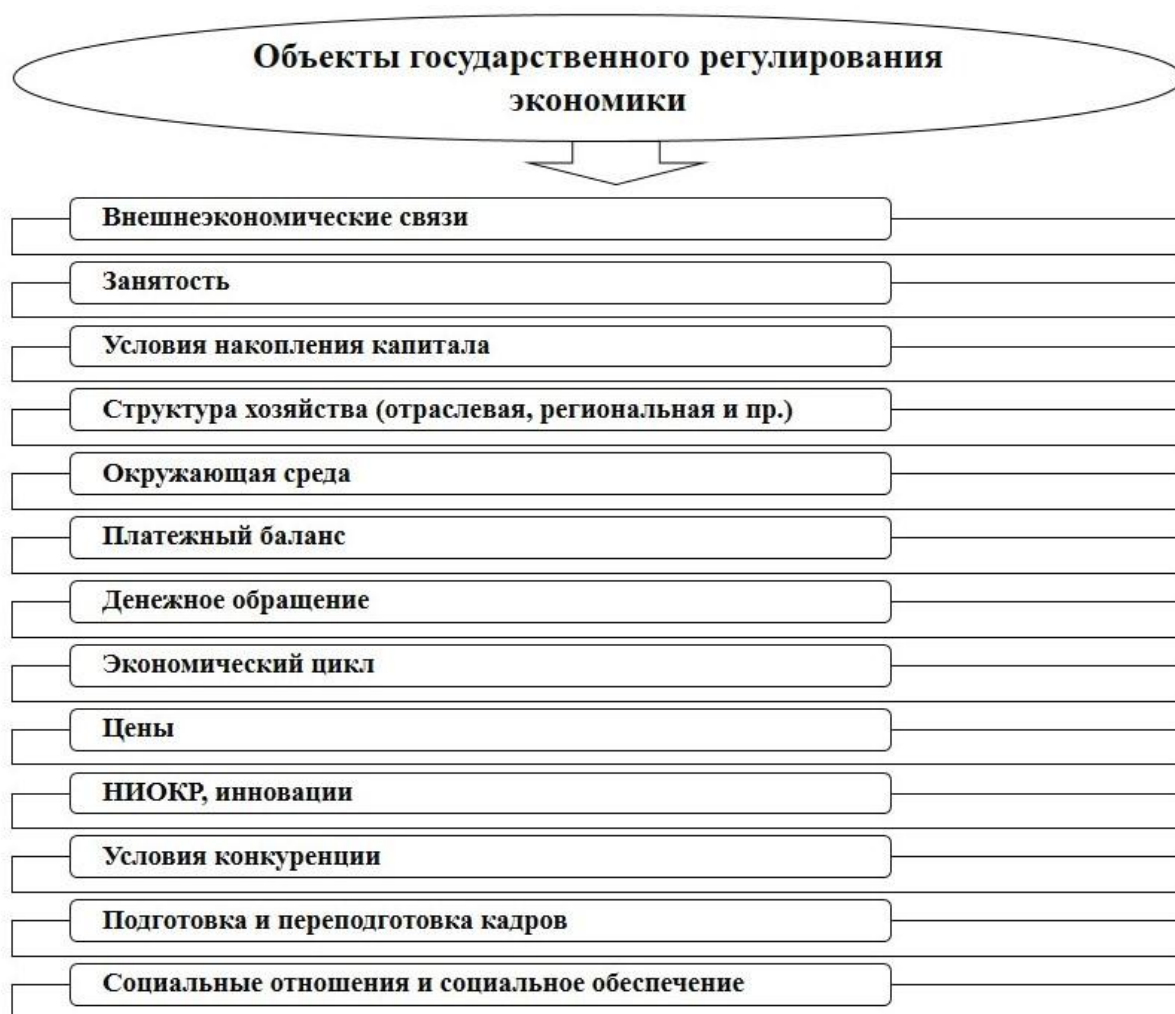 Объекты государственного регулирования
экономики
Внешнеэкономические связи
Занятость
Условия накопления капитала
Структура хозяйства (отраслевая, региональная и пр.)
Окружающая среда
Платежный баланс
Денежное обращение
Экономический цикл
Цены
НИОКР, инновации
Условия конкуренции
Подготовка и переподготовка кадров
Социальные отношения и социальное обеспечение